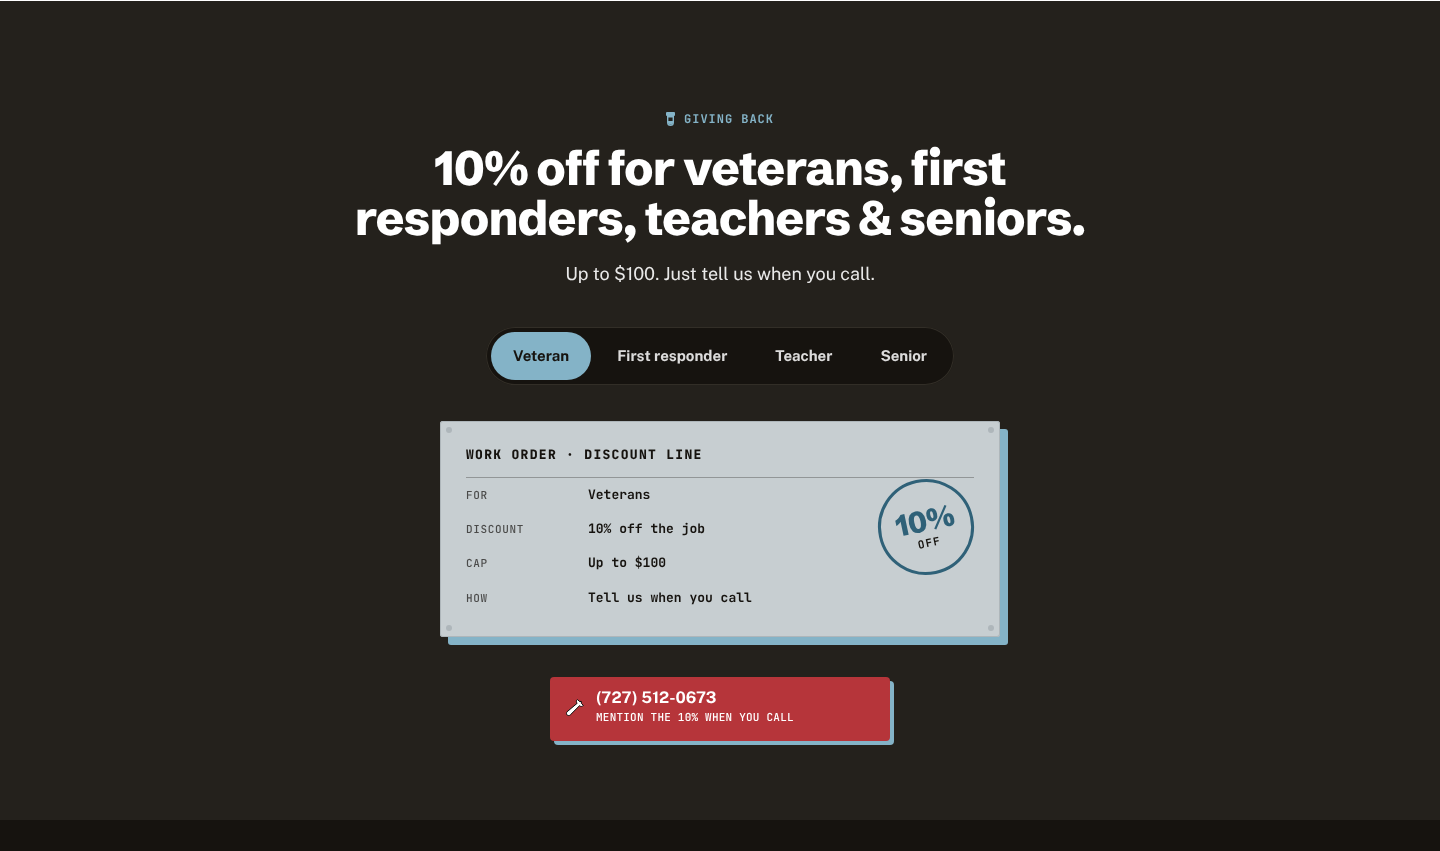 GIVING BACK
10% off for veterans, first
responders, teachers & seniors.
Up to $100. Just tell us when you call.
Veteran First responder Teacher Senior
WORK ORDER · DISCOUNT LINE
FOR Veterans
DISCOUNT 10% off the job
CAP Up to $100
HOW Tell us when you call
10%
OFF
(727) 512-0673
MENTION THE 10% WHEN YOU CALL